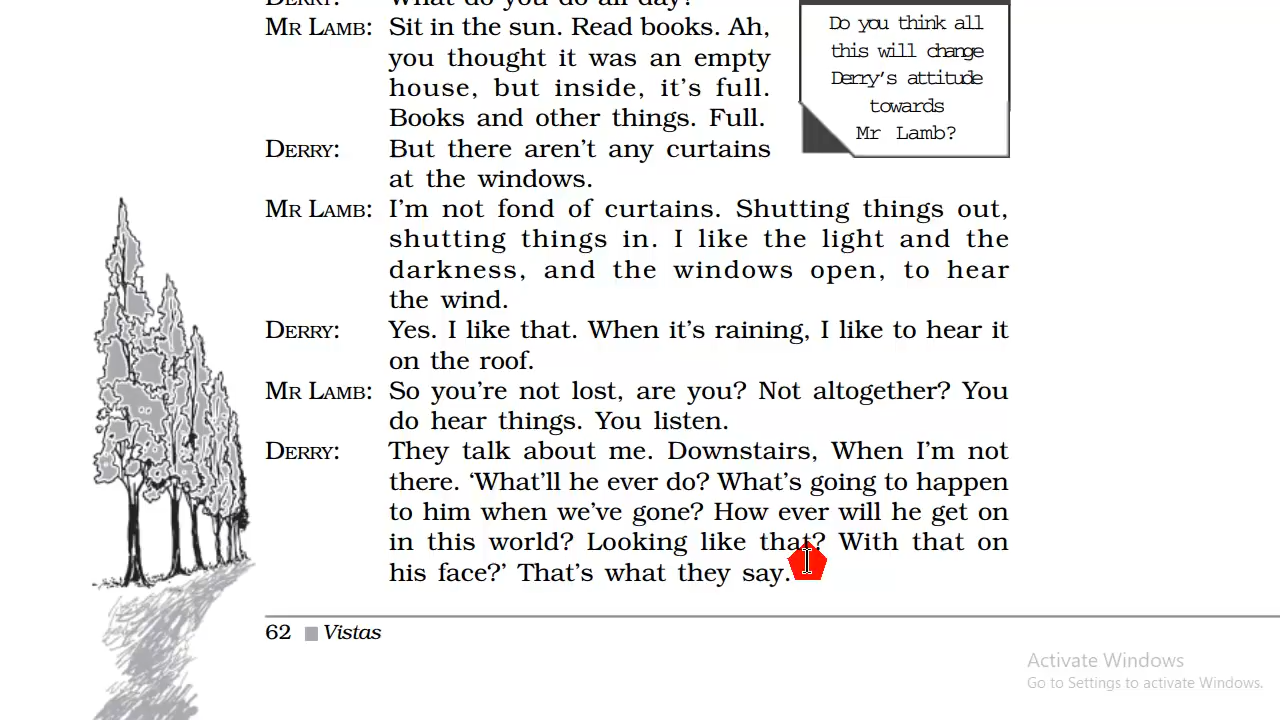 DERRY: What do you do all day?
MR LAMB: Sit in the sun. Read books. Ah,
you thought it was an empty
house, but inside, it's full.
Books and other things. Full.
DERRY: But there aren't any curtains
at the windows.
MR LAMB: I'm not fond of curtains. Shutting things out,
shutting things in. I like the light and the
darkness, and the windows open, to hear
the wind.
DERRY: Yes. I like that. When it's raining, I like to hear it
on the roof.
MR LAMB: So you're not lost, are you? Not altogether? You
do hear things. You listen.
DERRY: They talk about me. Downstairs, When I'm not
there. ‘What'll he ever do? What's going to happen
to him when we've gone? How ever will he get on
in this world? Looking like that? With that on
his face?’ That's what they say.
Do you think all
this will change
Derry's attitude
towards
Mr Lamb?
62 Vistas
Activate Windows
Go to Settings to activate Windows.